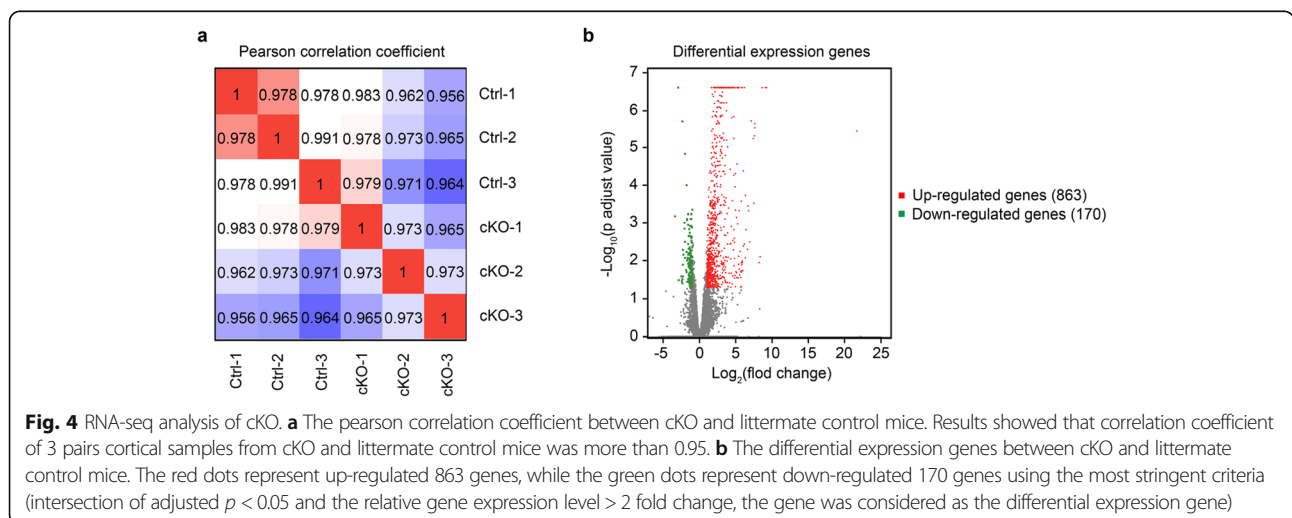 a
Pearson correlation coefficient
1 0.978 0.978 0.983 0.962 0.956 Ctrl-1
0.978 1 0.991 0.978 0.973 0.965 Ctrl-2
0.978 0.991 1 0.979 0.971 0.964 Ctrl-3
0.983 0.978 0.979 1 0.973 0.965 cKO-1
0.962 0.973 0.971 0.973 1 0.973 cKO-2
0.956 0.965 0.964 0.965 0.973 1 cKO-3
Ctrl-1 Ctrl-2 Ctrl-3 cKO-1 cKO-2 cKO-3
b
Differential expression genes
-Log10(p adjust value)
7
6
5
4
3
2
1
0
-5 0 5 10 15 20 25
Log2(flod change)
Up-regulated genes (863)
Down-regulated genes (170)
Fig. 4 RNA-seq analysis of cKO. a The pearson correlation coefficient between cKO and littermate control mice. Results showed that correlation coefficient
of 3 pairs cortical samples from cKO and littermate control mice was more than 0.95. b The differential expression genes between cKO and littermate
control mice. The red dots represent up-regulated 863 genes, while the green dots represent down-regulated 170 genes using the most stringent criteria
(intersection of adjusted p < 0.05 and the relative gene expression level > 2 fold change, the gene was considered as the differential expression gene)